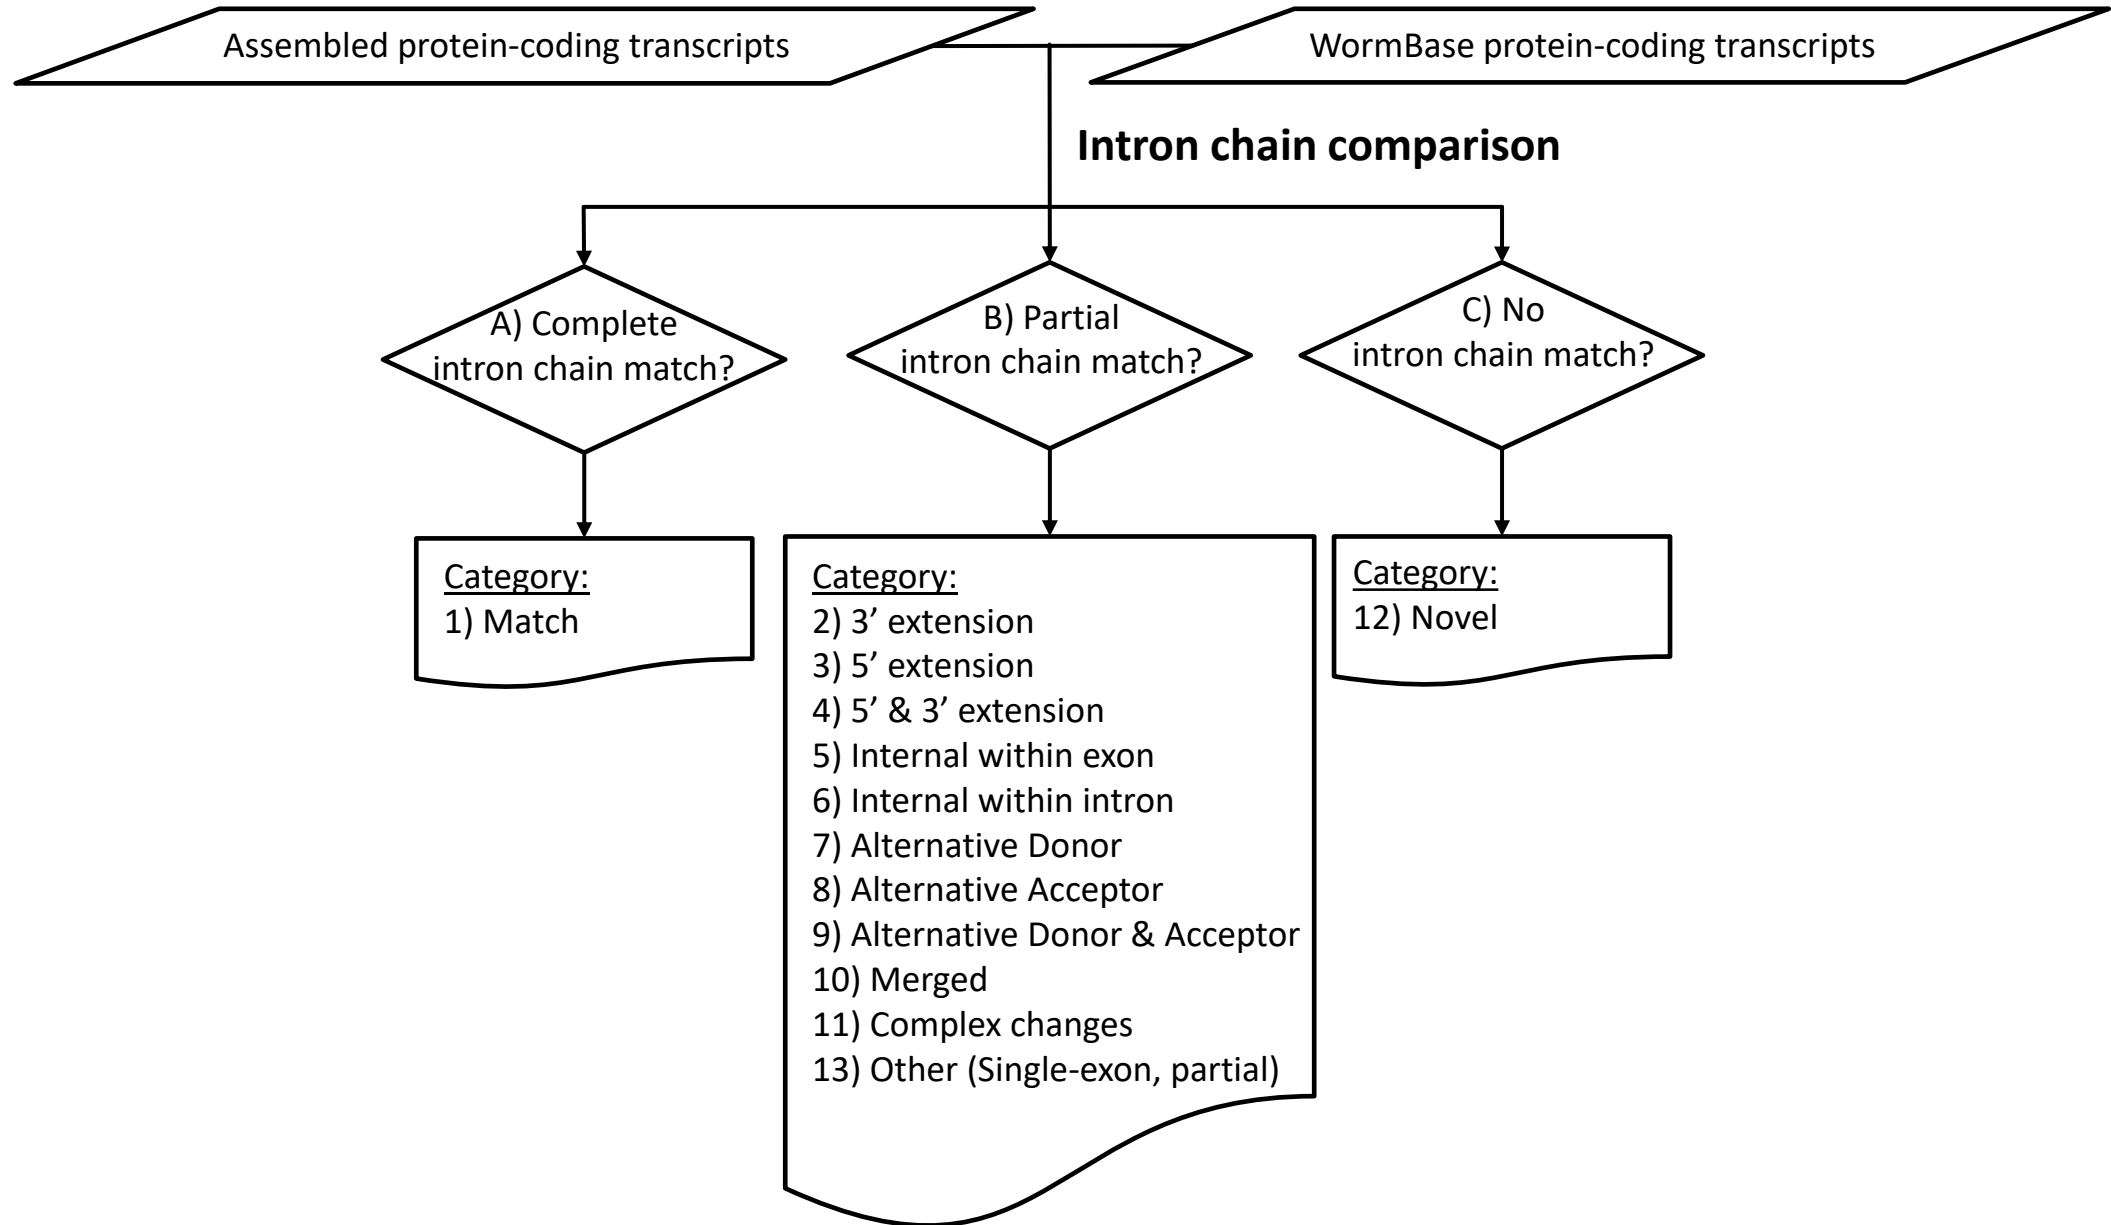 Assembled protein-coding transcripts
WormBase protein-coding transcripts
Intron chain comparison
A) Complete
intron chain match?
B) Partial
intron chain match?
C) No
intron chain match?
Category:
1) Match
Category:
2) 3’ extension
3) 5’ extension
4) 5’ & 3’ extension
5) Internal within exon
6) Internal within intron
7) Alternative Donor
8) Alternative Acceptor
9) Alternative Donor & Acceptor
10) Merged
11) Complex changes
13) Other (Single-exon, partial)
Category:
12) Novel